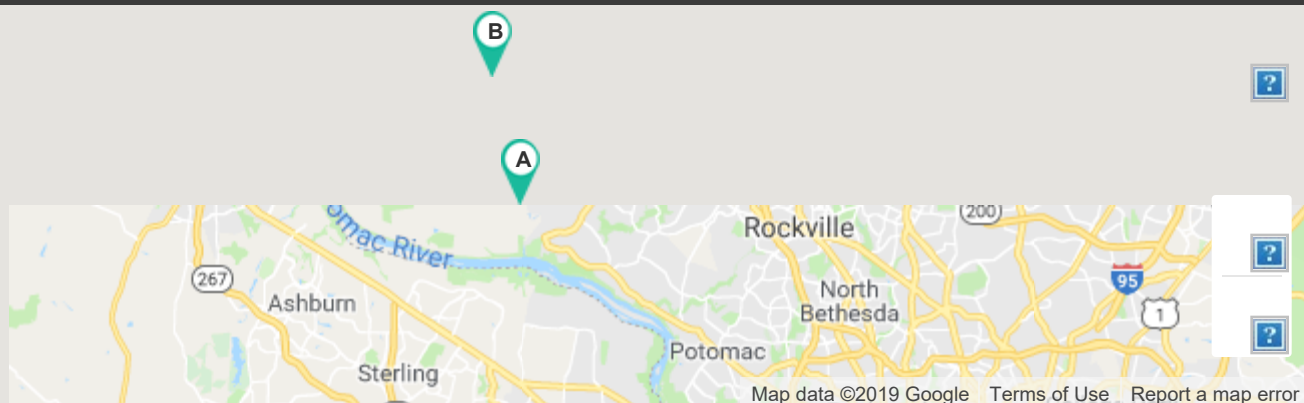 B
A
?
omac River
Rockville
200
?
267
Ashburn
North
Bethesda
95
1
?
Potomac
Sterling
Map data ©2019 Google Terms of Use Report a map error